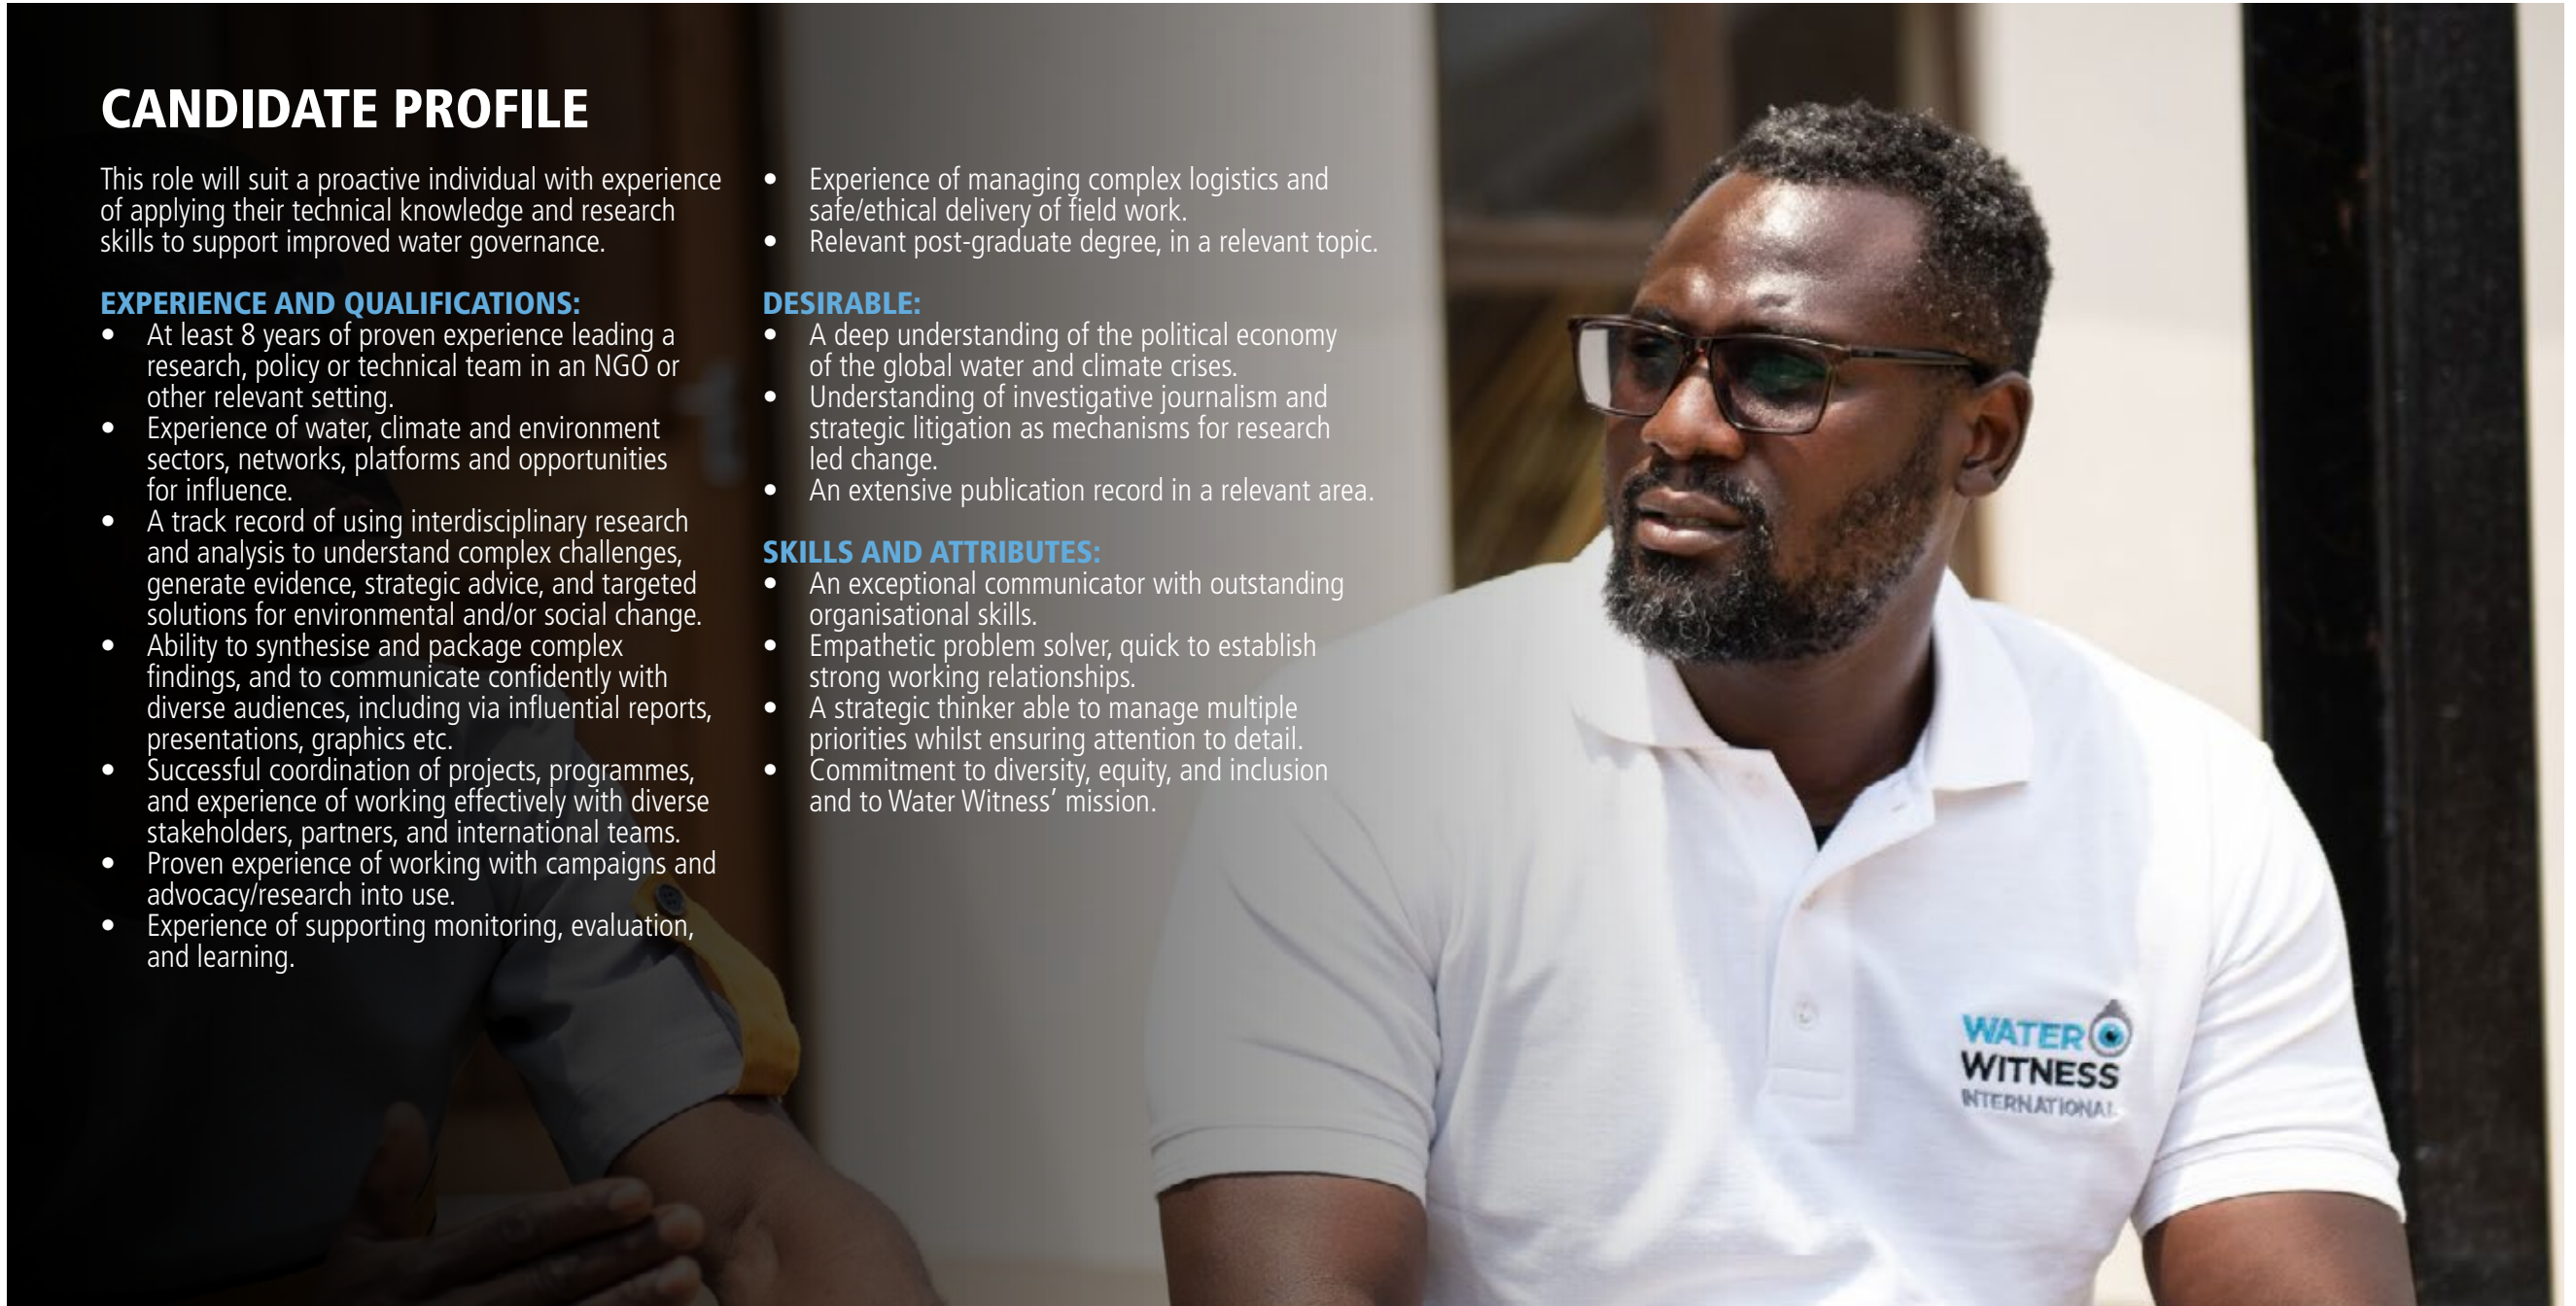 CANDIDATE PROFILE
This role will suit a proactive individual with experience
of applying their technical knowledge and research
skills to support improved water governance.
EXPERIENCE AND QUALIFICATIONS:
• At least 8 years of proven experience leading a
research, policy or technical team in an NGO or
other relevant setting.
• Experience of water, climate and environment
sectors, networks, platforms and opportunities
for influence.
• A track record of using interdisciplinary research
and analysis to understand complex challenges,
generate evidence, strategic advice, and targeted
solutions for environmental and/or social change.
• Ability to synthesise and package complex
findings, and to communicate confidently with
diverse audiences, including via influential reports,
presentations, graphics etc.
• Successful coordination of projects, programmes,
and experience of working effectively with diverse
stakeholders, partners, and international teams.
• Proven experience of working with campaigns and
advocacy/research into use.
• Experience of supporting monitoring, evaluation,
and learning.
• Experience of managing complex logistics and
safe/ethical delivery of field work.
• Relevant post-graduate degree, in a relevant topic.
DESIRABLE:
• A deep understanding of the political economy
of the global water and climate crises.
• Understanding of investigative journalism and
strategic litigation as mechanisms for research
led change.
• An extensive publication record in a relevant area.
SKILLS AND ATTRIBUTES:
• An exceptional communicator with outstanding
organisational skills.
• Empathetic problem solver, quick to establish
strong working relationships.
• A strategic thinker able to manage multiple
priorities whilst ensuring attention to detail.
• Commitment to diversity, equity, and inclusion
and to Water Witness’ mission.
WATER
WITNESS
INTERNATIONAL